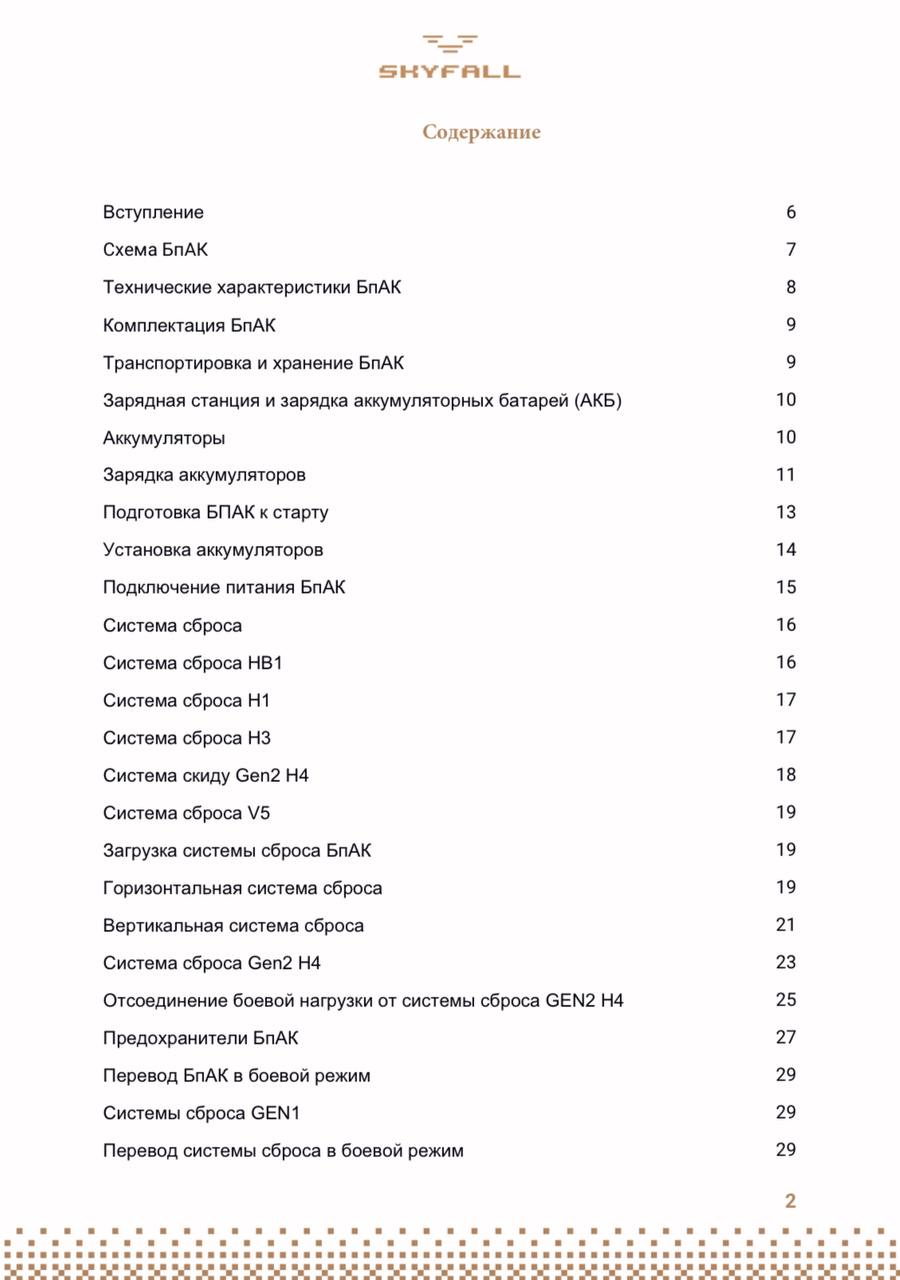 SKYFALL
Содержание
Вступление 6
Схема БпАК 7
Технические характеристики БпАК 8
Комплектация БпАК 9
Транспортировка и хранение БпАК 9
Зарядная станция и зарядка аккумуляторных батарей (АКБ) 10
Аккумуляторы 10
Зарядка аккумуляторов 11
Подготовка БПАК к старту 13
Установка аккумуляторов 14
Подключение питания БпАК 15
Система сброса 16
Система сброса HB1 16
Система сброса H1 17
Система сброса H3 17
Система скиду Gen2 H4 18
Система сброса V5 19
Загрузка системы сброса БпАК 19
Горизонтальная система сброса 19
Вертикальная система сброса 21
Система сброса Gen2 H4 23
Отсоединение боевой нагрузки от системы сброса GEN2 H4 25
Предохранители БпАК 27
Перевод БпАК в боевой режим 29
Системы сброса GEN1 29
Перевод системы сброса в боевой режим 29
2